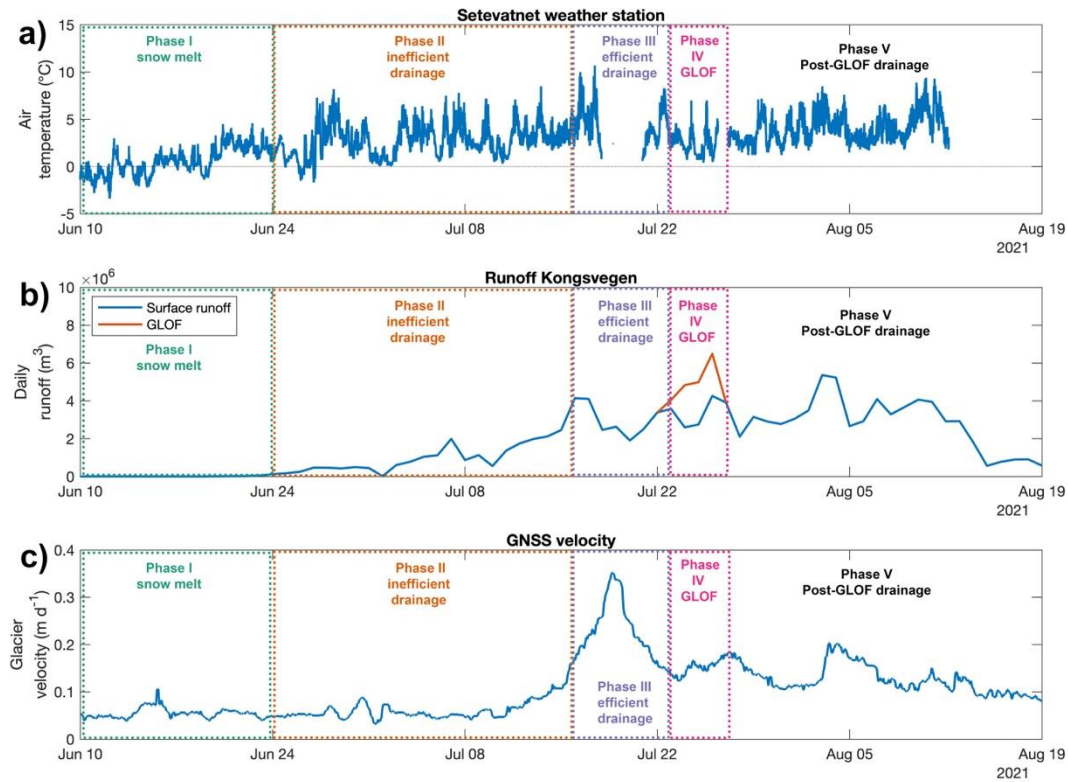 Setevatnet weather station
a)
Phase I
snow melt
Phase II
inefficient
drainage
Phase III
efficient
drainage
Phase
IV
GLOF
Phase V
Post-GLOF drainage
Air
temperature (°C)
15
10
5
0
-5
Jun 10
Jun 24
Jul 08
Jul 22
Aug 05
Aug 19
2021
Runoff Kongsvegen
b)
× 10⁶
Surface runoff
GLOF
Phase I
snow melt
Phase II
inefficient
drainage
Phase III
efficient
drainage
Phase
IV
GLOF
Phase V
Post-GLOF drainage
Daily
runoff (m³)
10
8
6
4
2
0
Jun 10
Jun 24
Jul 08
Jul 22
Aug 05
Aug 19
2021
GNSS velocity
c)
Phase I
snow melt
Phase II
inefficient
drainage
Phase III
efficient
drainage
Phase
IV
GLOF
Phase V
Post-GLOF drainage
Glacier
velocity (m d⁻¹)
0.4
0.3
0.2
0.1
0
Jun 10
Jun 24
Jul 08
Jul 22
Aug 05
Aug 19
2021